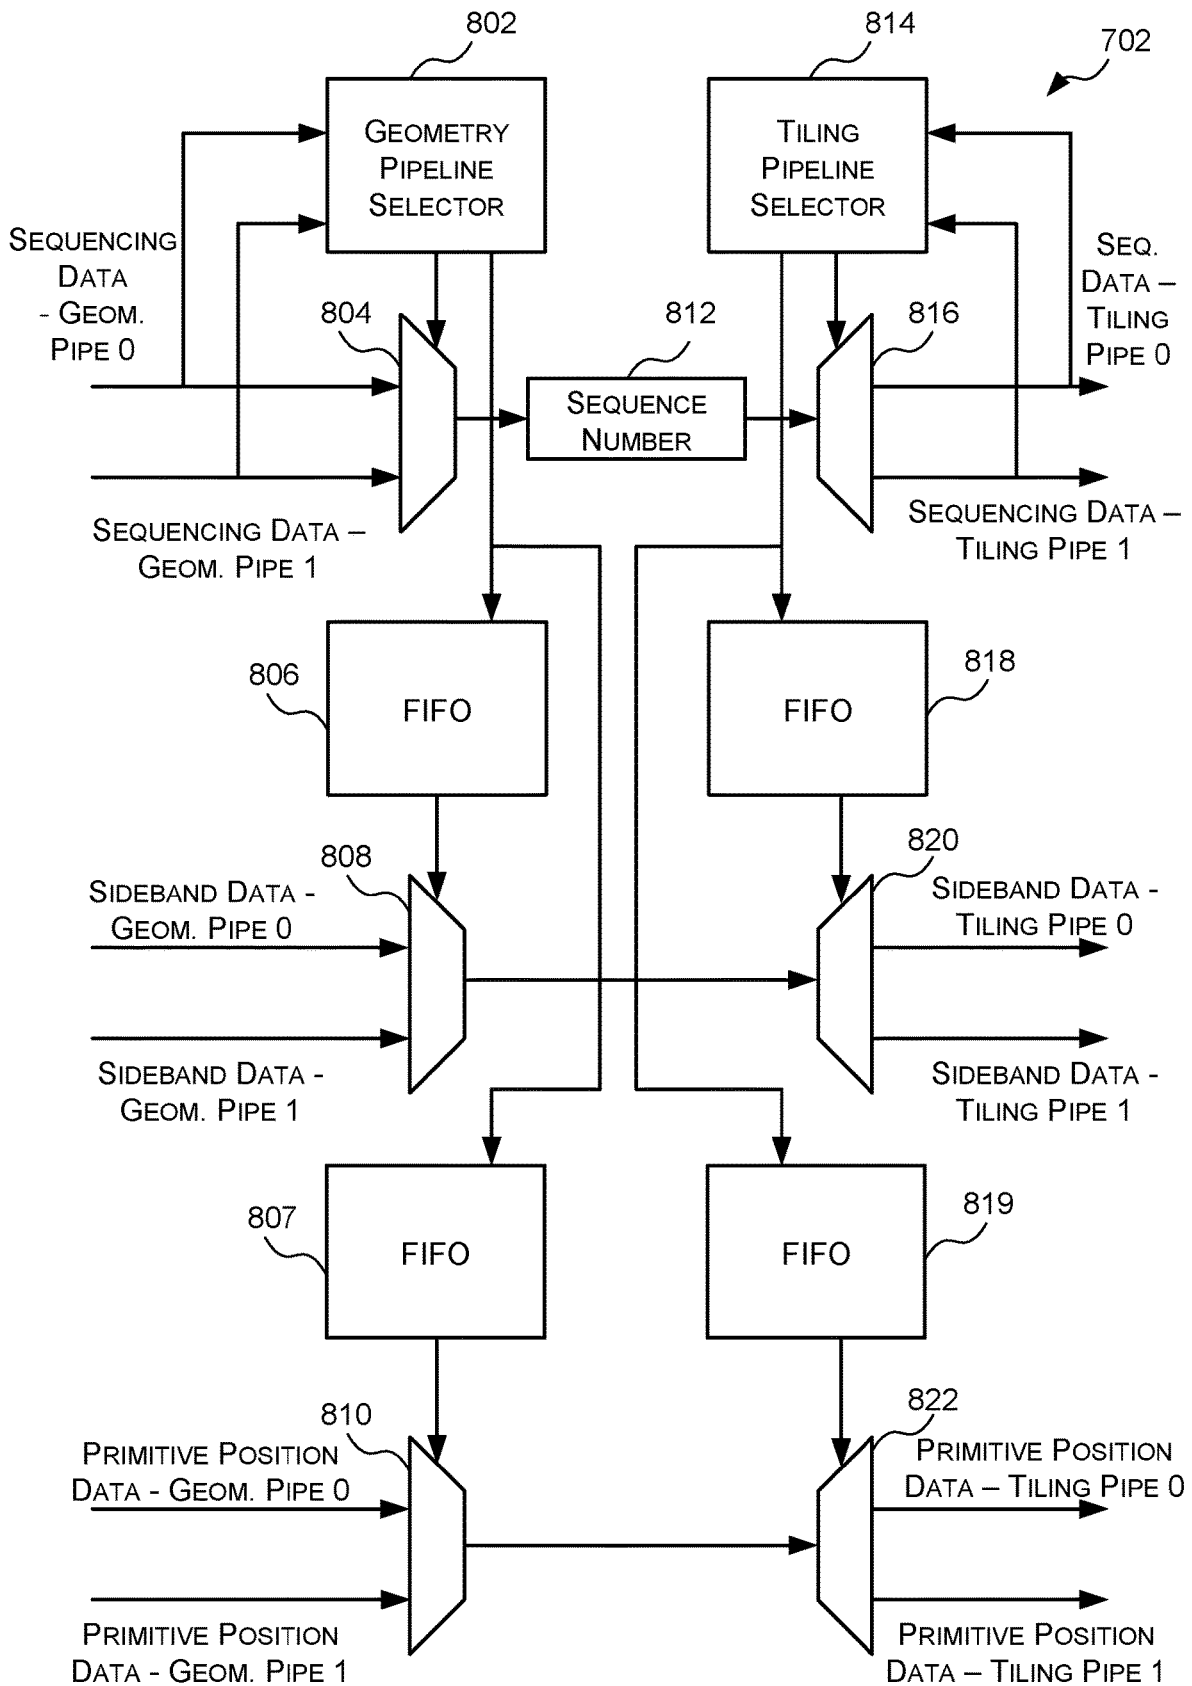 802
814
702
GEOMETRY
PIPELINE
SELECTOR
TILING
PIPELINE
SELECTOR
SEQUENCING
DATA
- GEOM.
PIPE 0
SEQ.
DATA –
TILING
PIPE 0
804
812
816
SEQUENCE
NUMBER
SEQUENCING DATA –
GEOM. PIPE 1
SEQUENCING DATA –
TILING PIPE 1
806
FIFO
818
FIFO
808
820
SIDEBAND DATA -
GEOM. PIPE 0
SIDEBAND DATA -
TILING PIPE 0
SIDEBAND DATA -
GEOM. PIPE 1
SIDEBAND DATA -
TILING PIPE 1
807
FIFO
819
FIFO
810
822
PRIMITIVE POSITION
DATA - GEOM. PIPE 0
PRIMITIVE POSITION
DATA – TILING PIPE 0
PRIMITIVE POSITION
DATA - GEOM. PIPE 1
PRIMITIVE POSITION
DATA – TILING PIPE 1